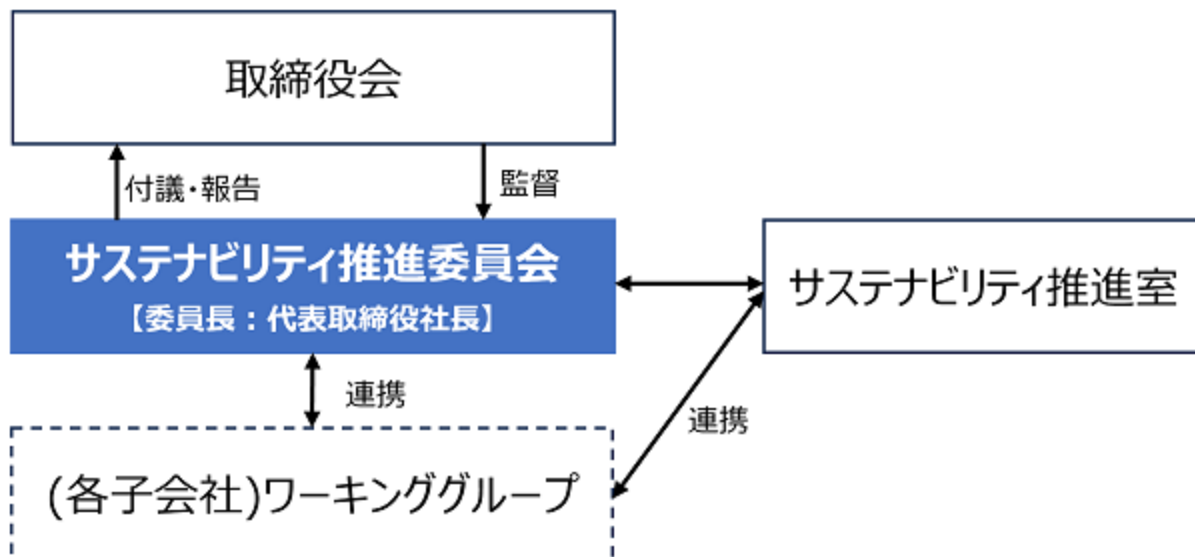 取締役会
付議・報告
監督
サステナビリティ推進委員会
【委員長：代表取締役社長】
サステナビリティ推進室
連携
連携
(各子会社)ワーキンググループ